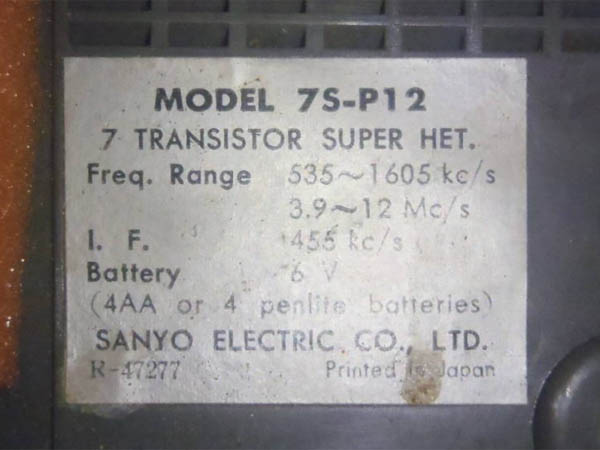 MODEL 7S-P12
7 TRANSISTOR SUPER HET.
Freq. Range 535~1605 kc/s
3.9~12 Mc/s
I. F. 455 kc/s
Battery 6 V
(4AA or 4 penlite batteries)
SANYO ELECTRIC CO., LTD.
R-47277 Printed in Japan